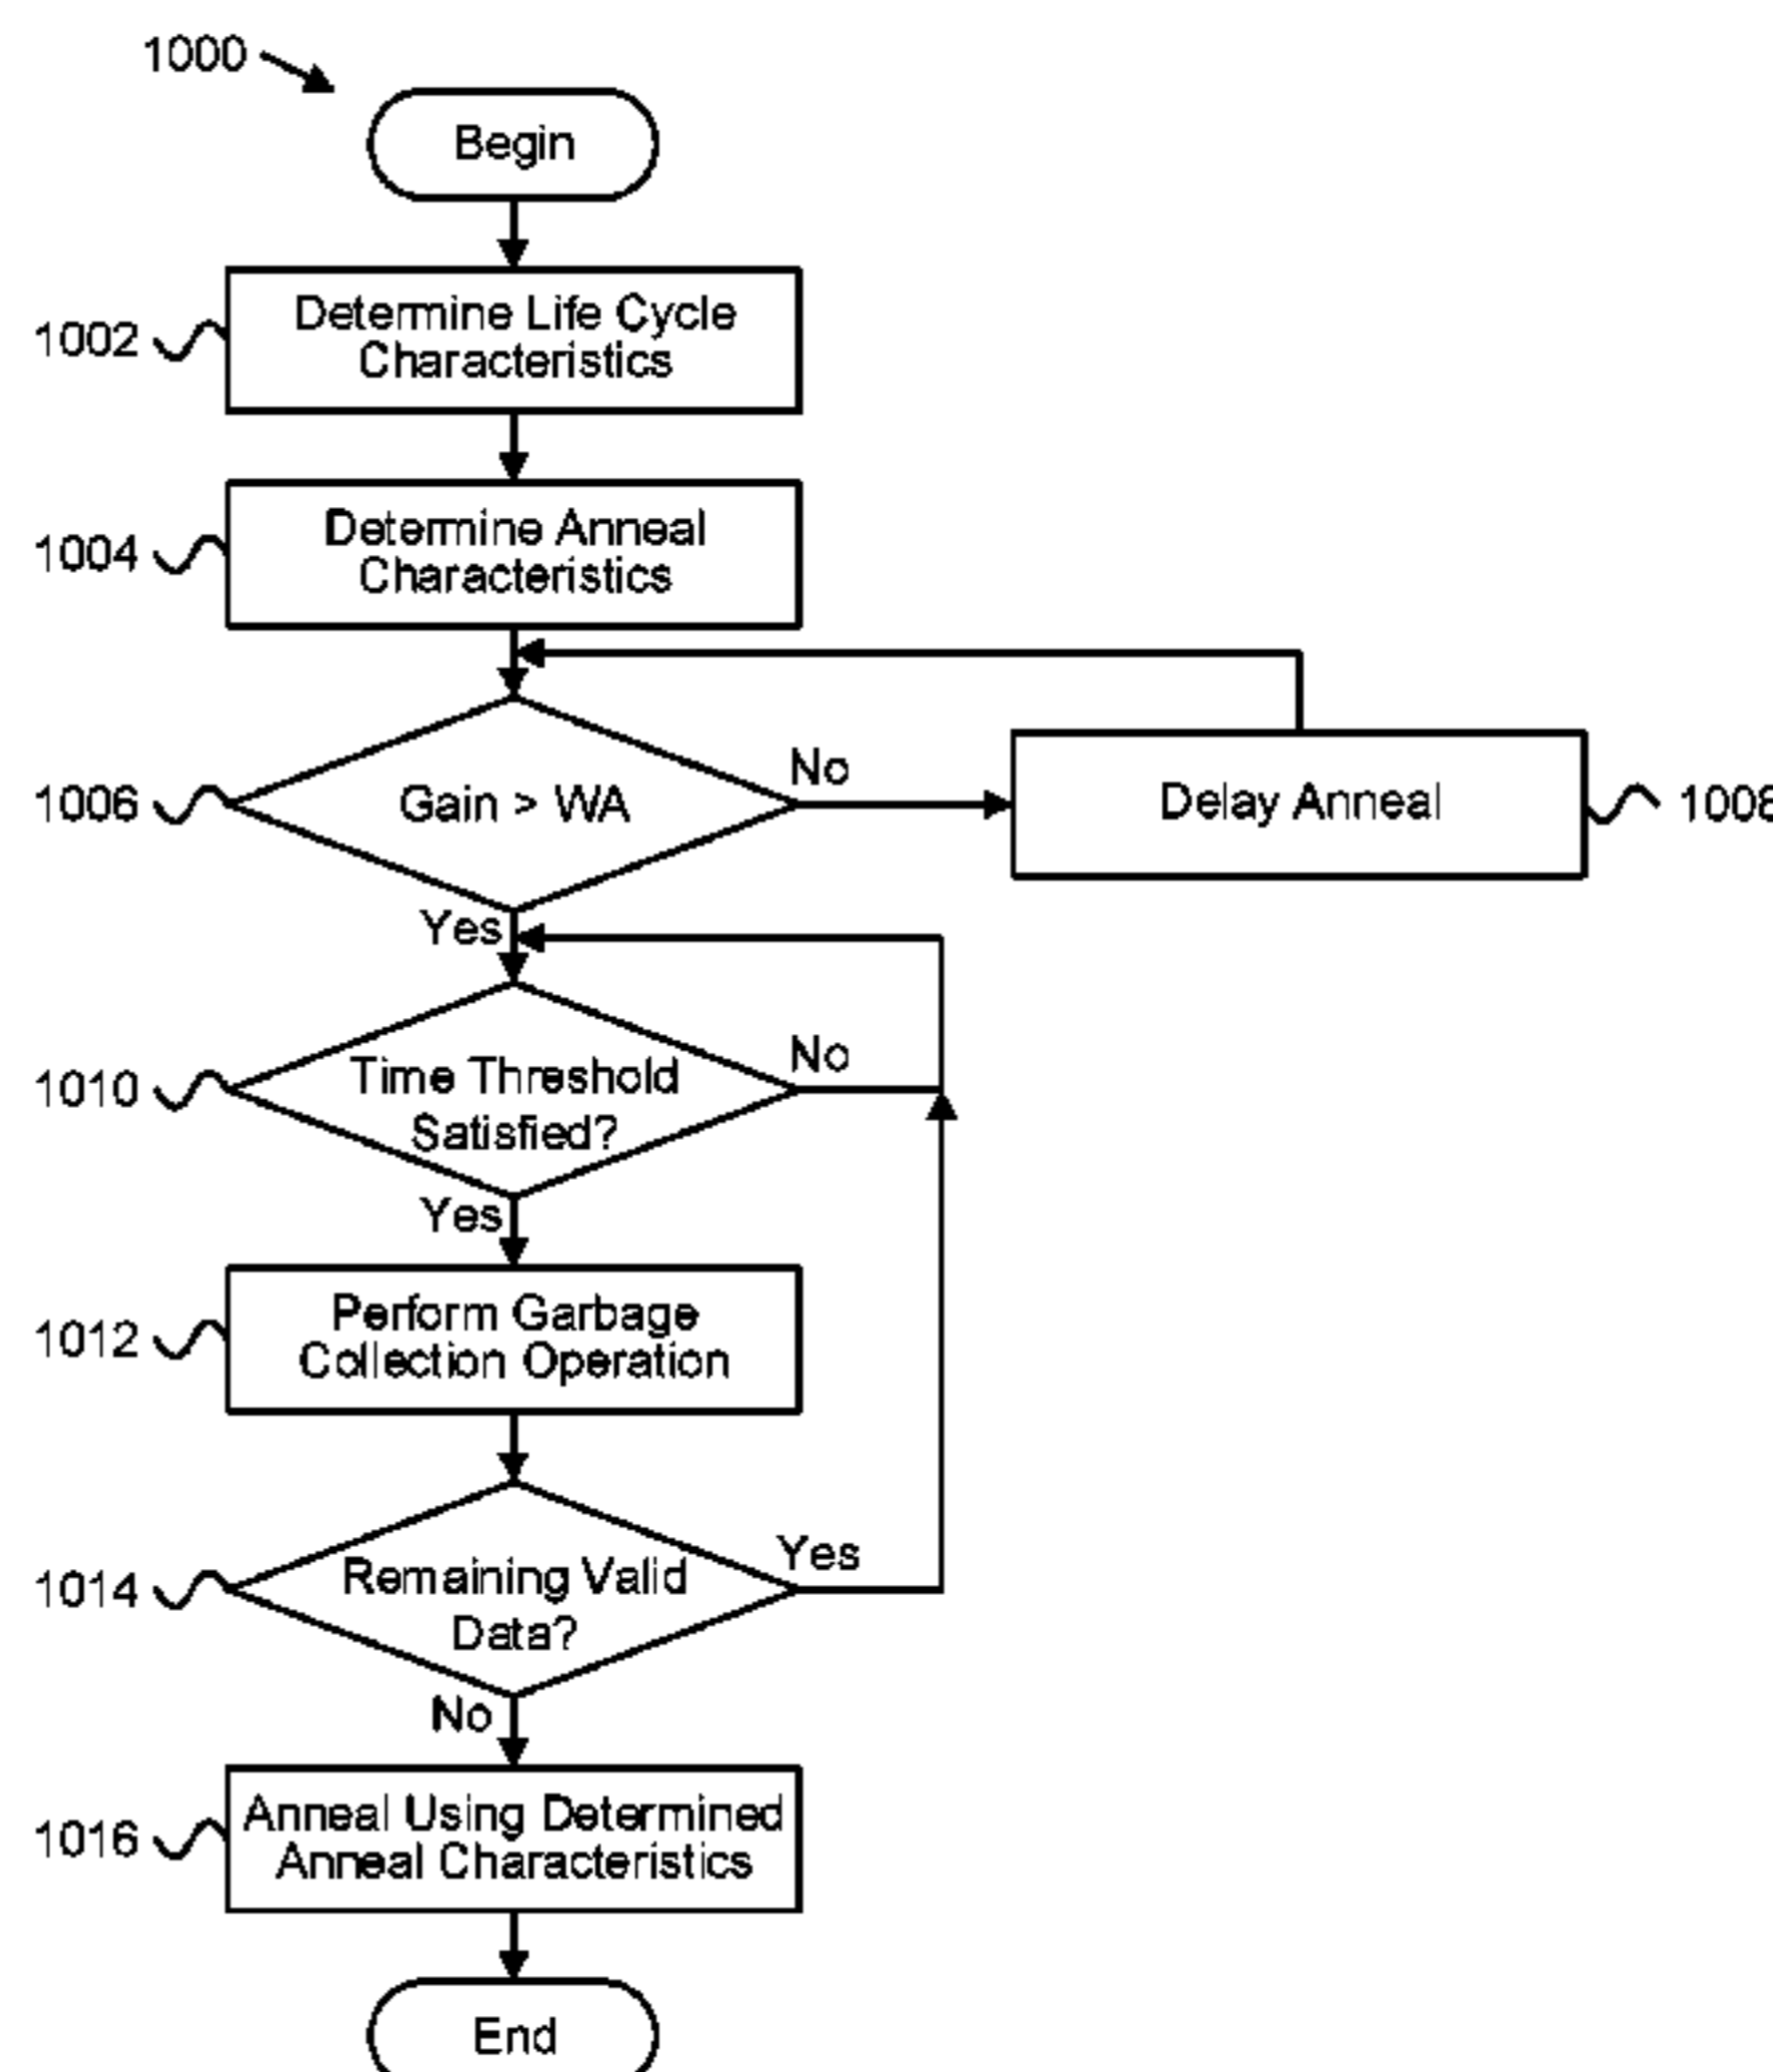 1000
Begin
1002
Determine Life Cycle
Characteristics
1004
Determine Anneal
Characteristics
1006
Gain > WA
No
Delay Anneal
1008
Yes
1010
Time Threshold
Satisfied?
No
Yes
1012
Perform Garbage
Collection Operation
1014
Remaining Valid
Data?
Yes
No
1016
Anneal Using Determined
Anneal Characteristics
End